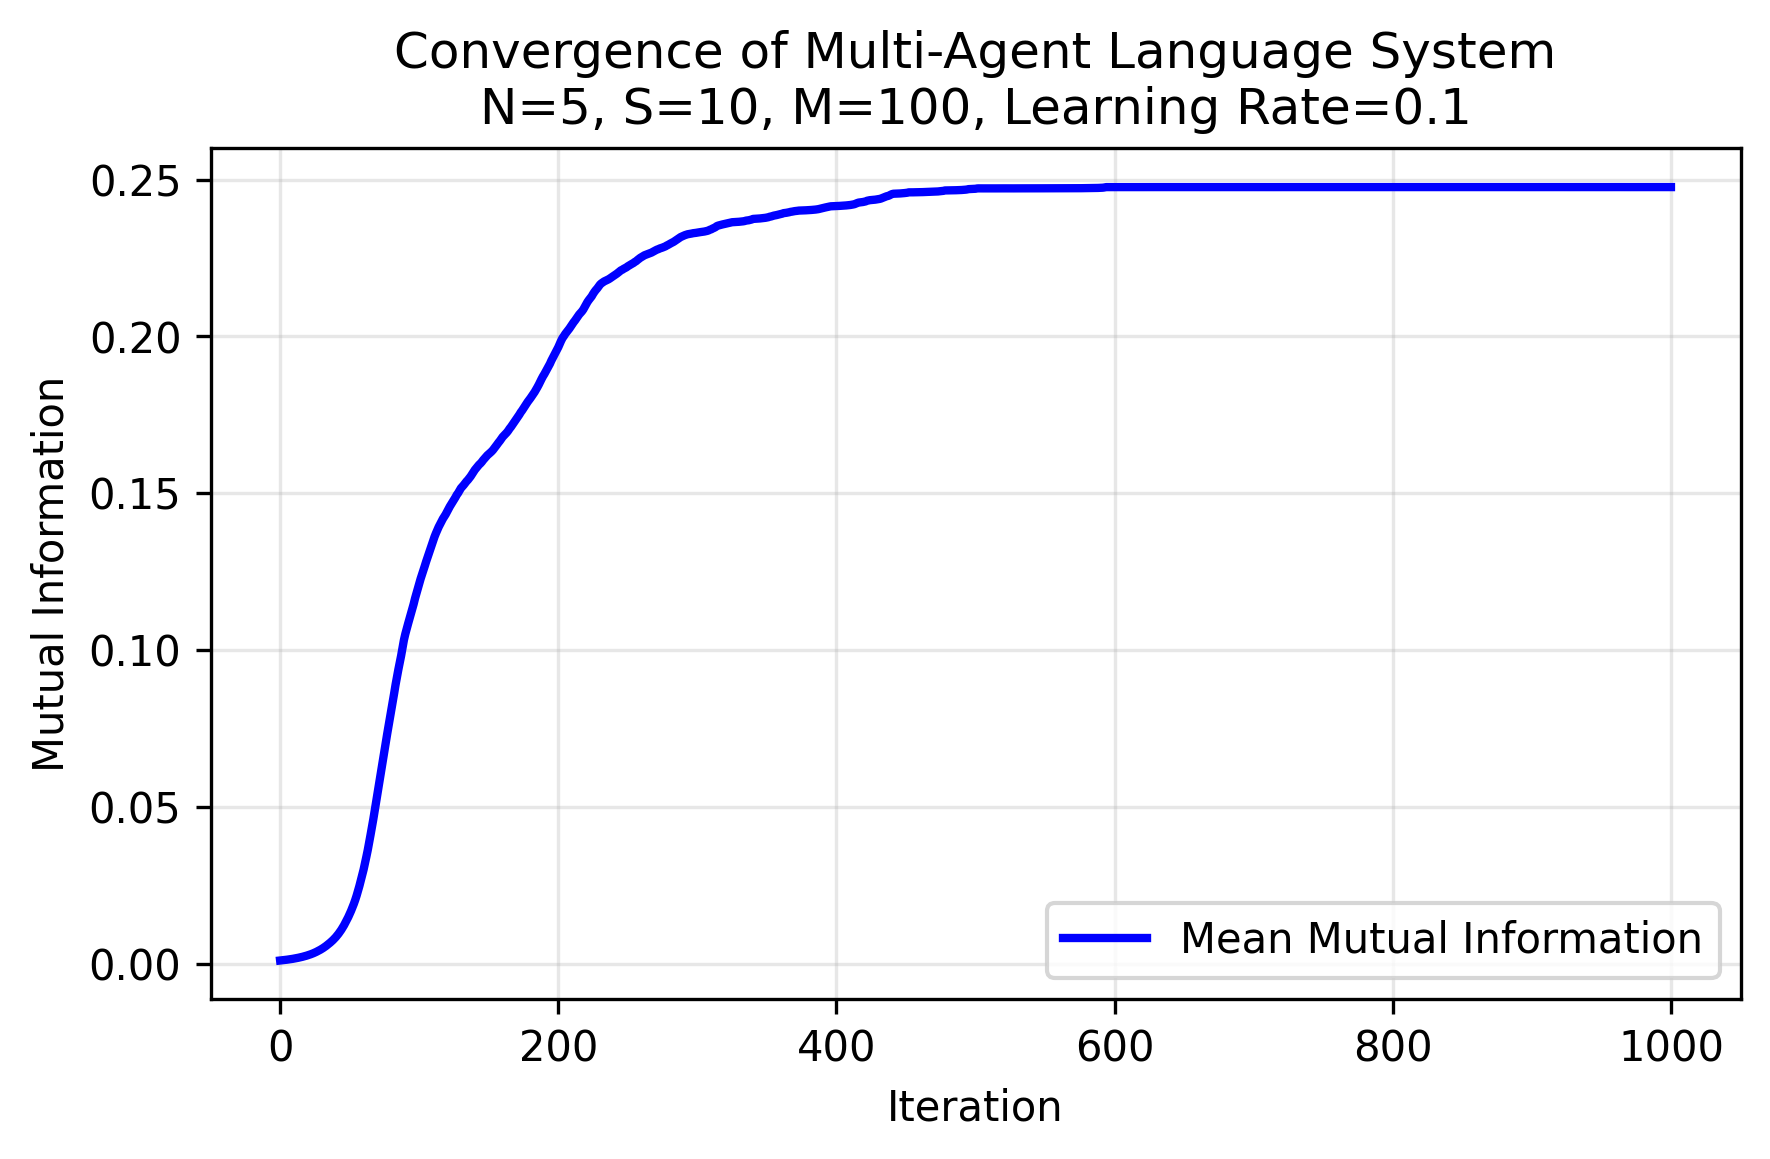 Convergence of Multi-Agent Language System
N=5, S=10, M=100, Learning Rate=0.1
Mutual Information
0.25
0.20
0.15
0.10
0.05
0.00
Mean Mutual Information
0 200 400 600 800 1000
Iteration